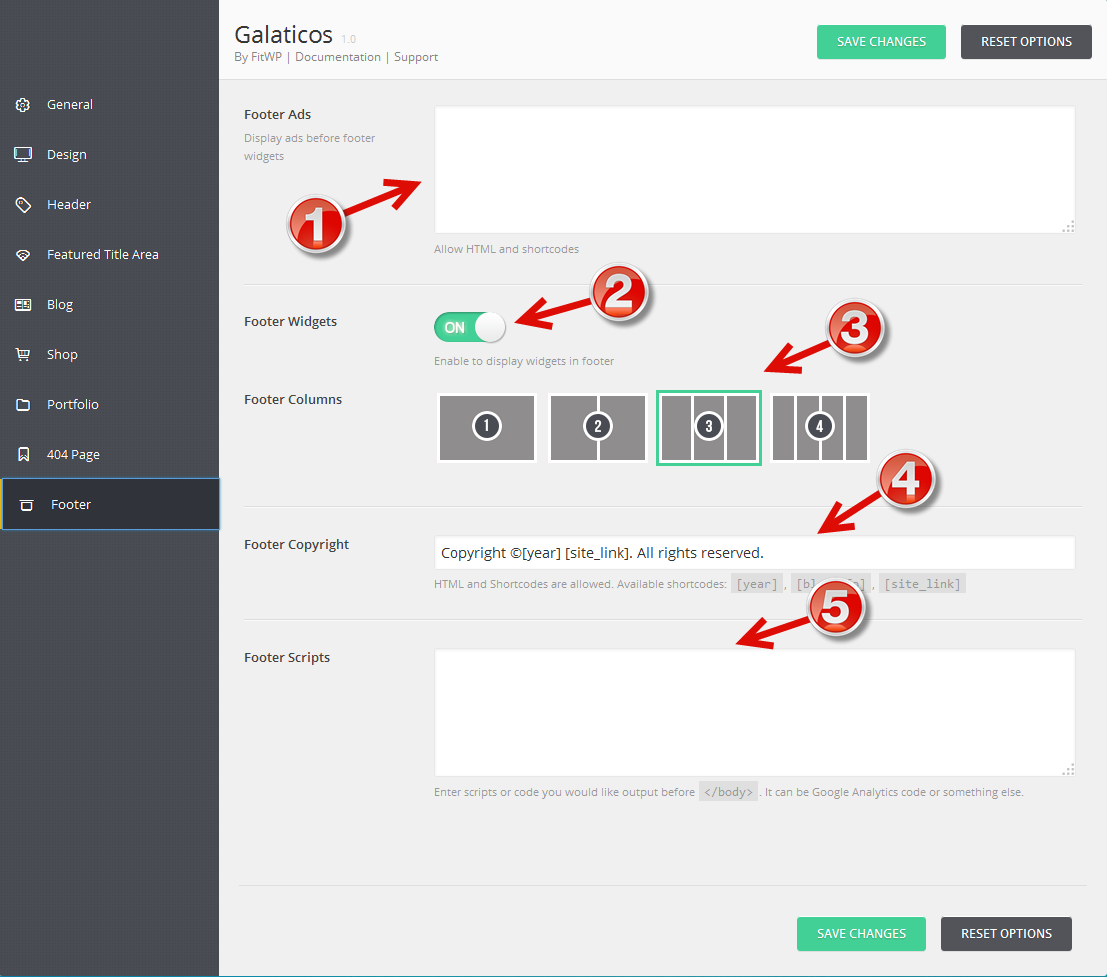 Galaticos 1.0
By FitWP | Documentation | Support
SAVE CHANGES
RESET OPTIONS
General
Design
Header
Featured Title Area
Blog
Shop
Portfolio
404 Page
Footer
Footer Ads
Display ads before footer
widgets
1
Allow HTML and shortcodes
2
Footer Widgets
ON
Enable to display widgets in footer
3
Footer Columns
1 2 3 4
4
Footer Copyright
Copyright ©[year] [site_link]. All rights reserved.
HTML and Shortcodes are allowed. Available shortcodes: [year] , , [site_link]
5
Footer Scripts
Enter scripts or code you would like output before </body> . It can be Google Analytics code or something else.
SAVE CHANGES
RESET OPTIONS